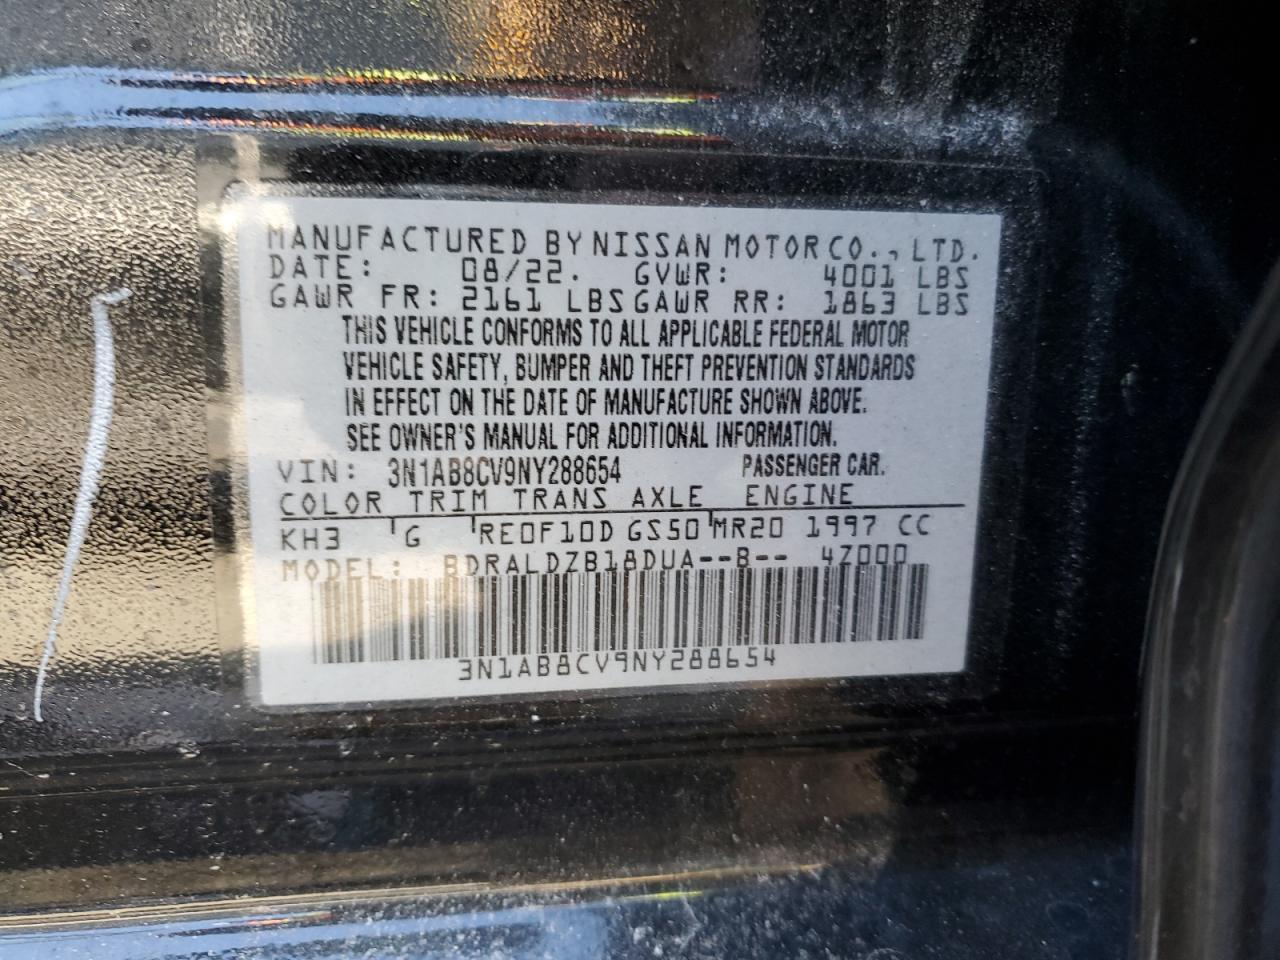 MANUFACTURED BY NISSAN MOTOR CO., LTD.
DATE: 08/22. GVWR: 4001 LBS
GAWR FR: 2161 LBS GAWR RR: 1863 LBS
THIS VEHICLE CONFORMS TO ALL APPLICABLE FEDERAL MOTOR
VEHICLE SAFETY, BUMPER AND THEFT PREVENTION STANDARDS
IN EFFECT ON THE DATE OF MANUFACTURE SHOWN ABOVE.
SEE OWNER'S MANUAL FOR ADDITIONAL INFORMATION.
VIN: 3N1AB8CV9NY288654 PASSENGER CAR.
COLOR TRIM TRANS AXLE ENGINE
KH3 G RE0F10D GS50 MR20 1997 CC
MODEL: BDRALDZB18DUA--B-- 4Z000
3N1AB8CV9NY288654